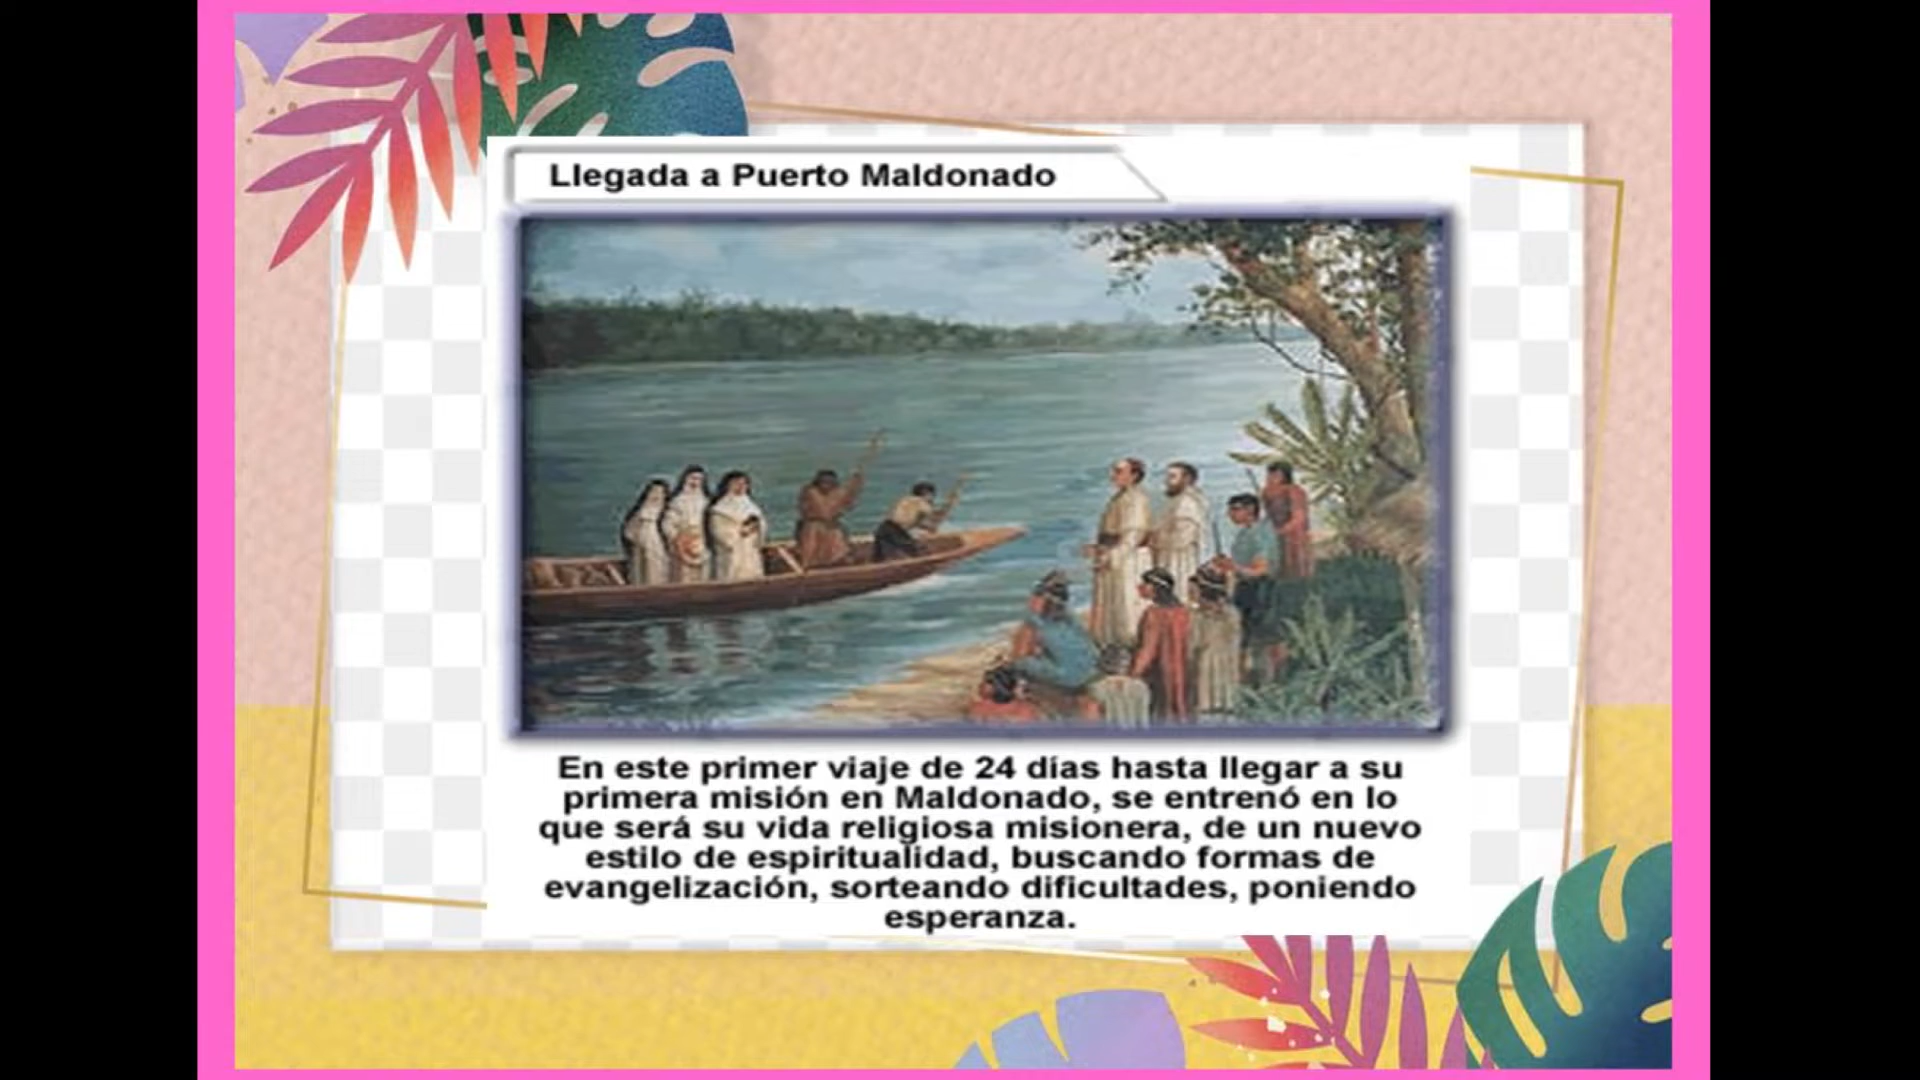 Llegada a Puerto Maldonado
En este primer viaje de 24 días hasta llegar a su
primera misión en Maldonado, se entrenó en lo
que será su vida religiosa misionera, de un nuevo
estilo de espiritualidad, buscando formas de
evangelización, sorteando dificultades, poniendo
esperanza.